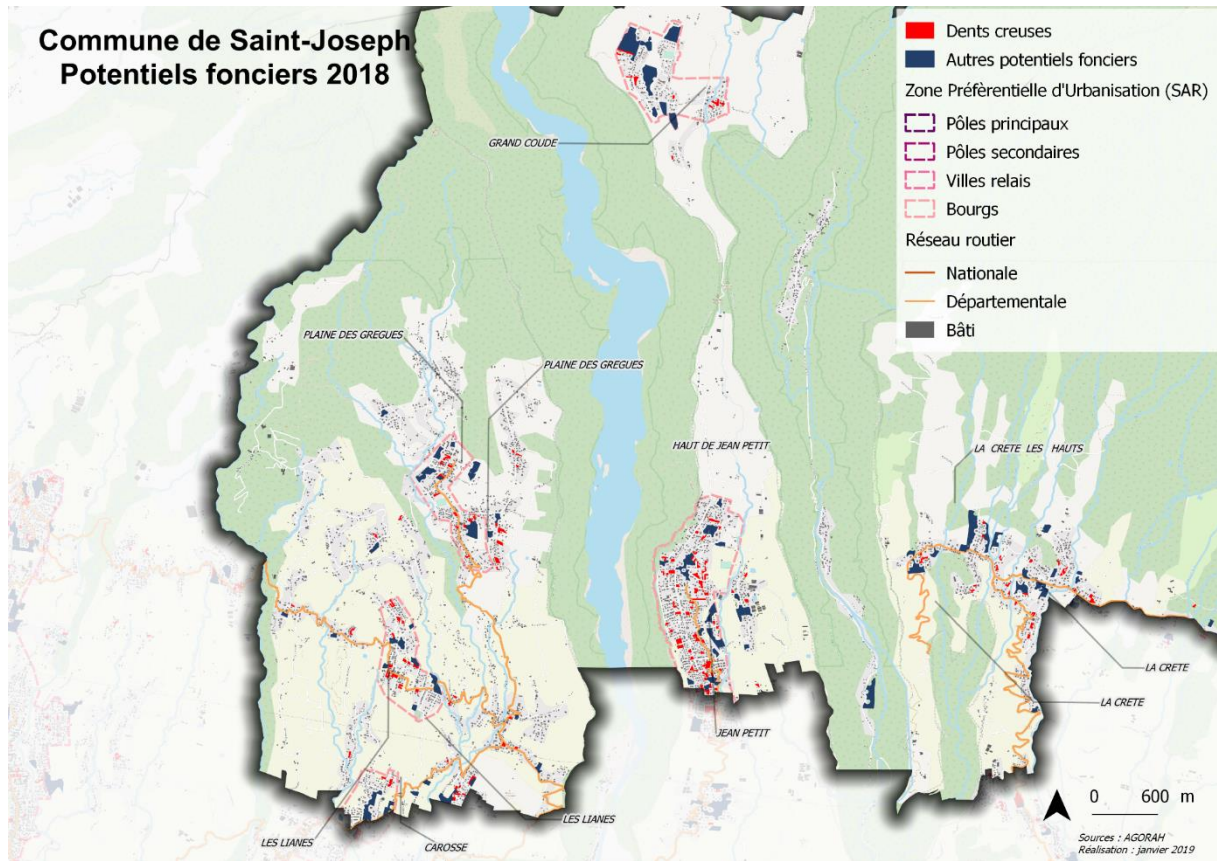 Commune de Saint-Joseph
Potentiels fonciers 2018
Dents creuses
Autres potentiels fonciers
Zone Préfèrentielle d'Urbanisation (SAR)
Pôles principaux
Pôles secondaires
Villes relais
Bourgs
Réseau routier
Nationale
Départementale
Bâti
GRAND COUDE
PLAINE DES GREGUES
PLAINE DES GREGUES
HAUT DE JEAN PETIT
LA CRETE LES HAUTS
LA CRETE
LA CRETE
JEAN PETIT
LES LIANES
LES LIANES
CAROSSE
0 600 m
Sources : AGORAH
Réalisation : janvier 2019